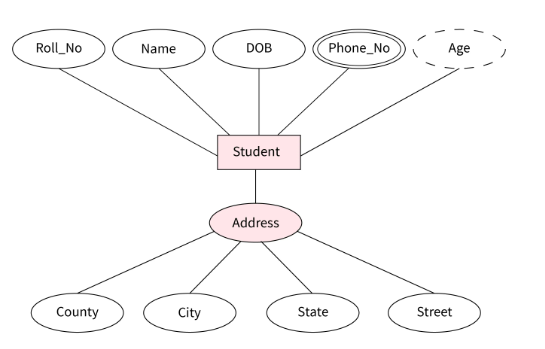 Roll_No
Name
DOB
Phone_No
Age
Student
Address
County
City
State
Street